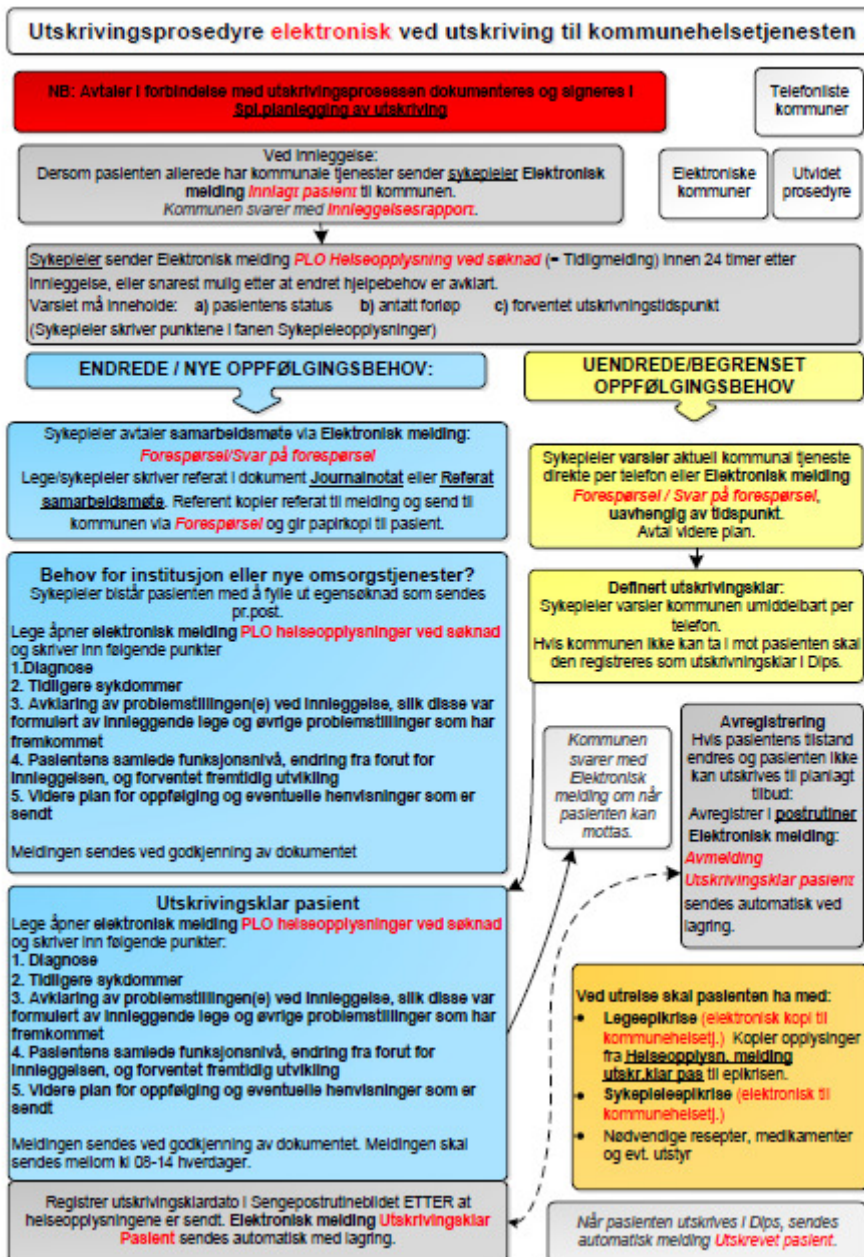 Utskrivingsprosedyre elektronisk ved utskriving til kommunehelsetjenesten
NB: Avtaler i forbindelse med utskrivingsprosessen dokumenteres og signeres i
Spl.planlegging av utskriving
Telefonliste
kommuner
Ved innleggelse:
Dersom pasienten allerede har kommunale tjenester sender sykepleier Elektronisk
melding Innlagt pasient til kommunen.
Kommunen svarer med Innleggelsesrapport.
Elektroniske
kommuner
Utvidet
prosedyre
Sykepleier sender Elektronisk melding PLO Helseopplysning ved søknad (= Tidligmelding) innen 24 timer etter
innleggelse, eller snarest mulig etter at endret hjelpebehov er avklart.
Varslet må inneholde: a) pasientens status b) antatt forløp c) forventet utskrivningstidspunkt
(Sykepleier skriver punktene i fanen Sykepleieopplysninger)
ENDREDE / NYE OPPFØLGINGSBEHOV:
Sykepleier avtaler samarbeidsmøte via Elektronisk melding:
Forespørsel/Svar på forespørsel
Lege/sykepleier skriver referat i dokument Journalnotat eller Referat
samarbeidsmøte. Referent kopier referat til melding og send til
kommunen via Forespørsel og gir papirkopi til pasient.
Behov for institusjon eller nye omsorgstjenester?
Sykepleier bistår pasienten med å fylle ut egensøknad som sendes
pr.post.
Lege åpner elektronisk melding PLO helseopplysninger ved søknad
og skriver inn følgende punkter
1.Diagnose
2. Tidligere sykdommer
3. Avklaring av problemstillingen(e) ved innleggelse, slik disse var
formulert av innleggende lege og øvrige problemstillinger som har
fremkommet
4. Pasientens samlede funksjonsnivå, endring fra forut for
innleggelsen, og forventet fremtidig utvikling
5. Videre plan for oppfølging og eventuelle henvisninger som er
sendt
Meldingen sendes ved godkjenning av dokumentet
Utskrivingsklar pasient
Lege åpner elektronisk melding PLO helseopplysninger ved søknad
og skriver inn følgende punkter:
1. Diagnose
2. Tidligere sykdommer
3. Avklaring av problemstillingen(e) ved innleggelse, slik disse var
formulert av innleggende lege og øvrige problemstillinger som har
fremkommet
4. Pasientens samlede funksjonsnivå, endring fra forut for
innleggelsen, og forventet fremtidig utvikling
5. Videre plan for oppfølging og eventuelle henvisninger som er
sendt
Meldingen sendes ved godkjenning av dokumentet. Meldingen skal
sendes mellom kl 08-14 hverdager.
Registrer utskrivingsklardato i Sengepostrutinebildet ETTER at
helseopplysningene er sendt. Elektronisk melding Utskrivingsklar
Pasient sendes automatisk med lagring.
UENDREDE/BEGRENSET
OPPFØLGINGSBEHOV
Sykepleier varsler aktuell kommunal tjeneste
direkte per telefon eller Elektronisk melding
Forespørsel / Svar på forespørsel,
uavhengig av tidspunkt.
Avtal videre plan.
Definert utskrivingsklar:
Sykepleier varsler kommunen umiddelbart per
telefon.
Hvis kommunen ikke kan ta i mot pasienten skal
den registreres som utskrivningsklar i Dips.
Kommunen
svarer med
Elektronisk
melding om når
pasienten kan
mottas.
Avregistrering
Hvis pasientens tilstand
endres og pasienten ikke
kan utskrives til planlagt
tilbud:
Avregistrer i postrutiner
Elektronisk melding:
Avmelding
Utskrivingsklar pasient
sendes automatisk ved
lagring.
Ved utreise skal pasienten ha med:
• Legeepikrise (elektronisk kopi til
kommunehelsetj.) Kopier opplysinger
fra Helseopplysn. melding
utskr.klar pas til epikrisen.
• Sykepleieepikrise (elektronisk til
kommunehelsetj.)
• Nødvendige resepter, medikamenter
og evt. utstyr
Når pasienten utskrives i Dips, sendes
automatisk melding Utskrevet pasient.